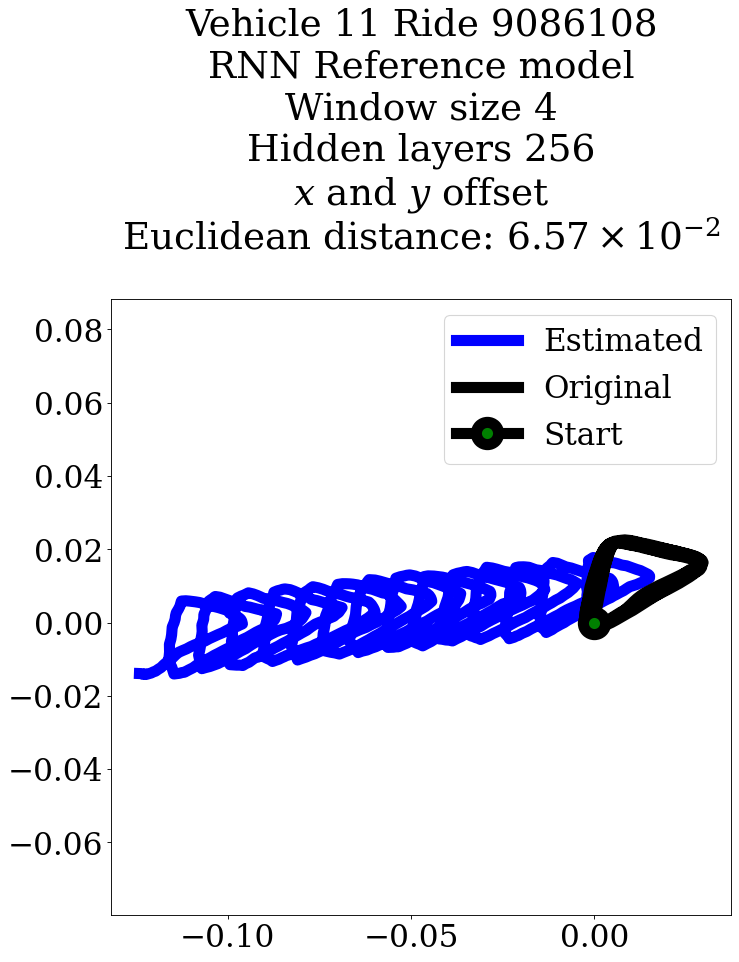 Vehicle 11 Ride 9086108
RNN Reference model
Window size 4
Hidden layers 256
x and y offset
Euclidean distance: 6.57 × 10⁻²
Estimated
Original
Start
0.08
0.06
0.04
0.02
0.00
−0.02
−0.04
−0.06
−0.10 −0.05 0.00